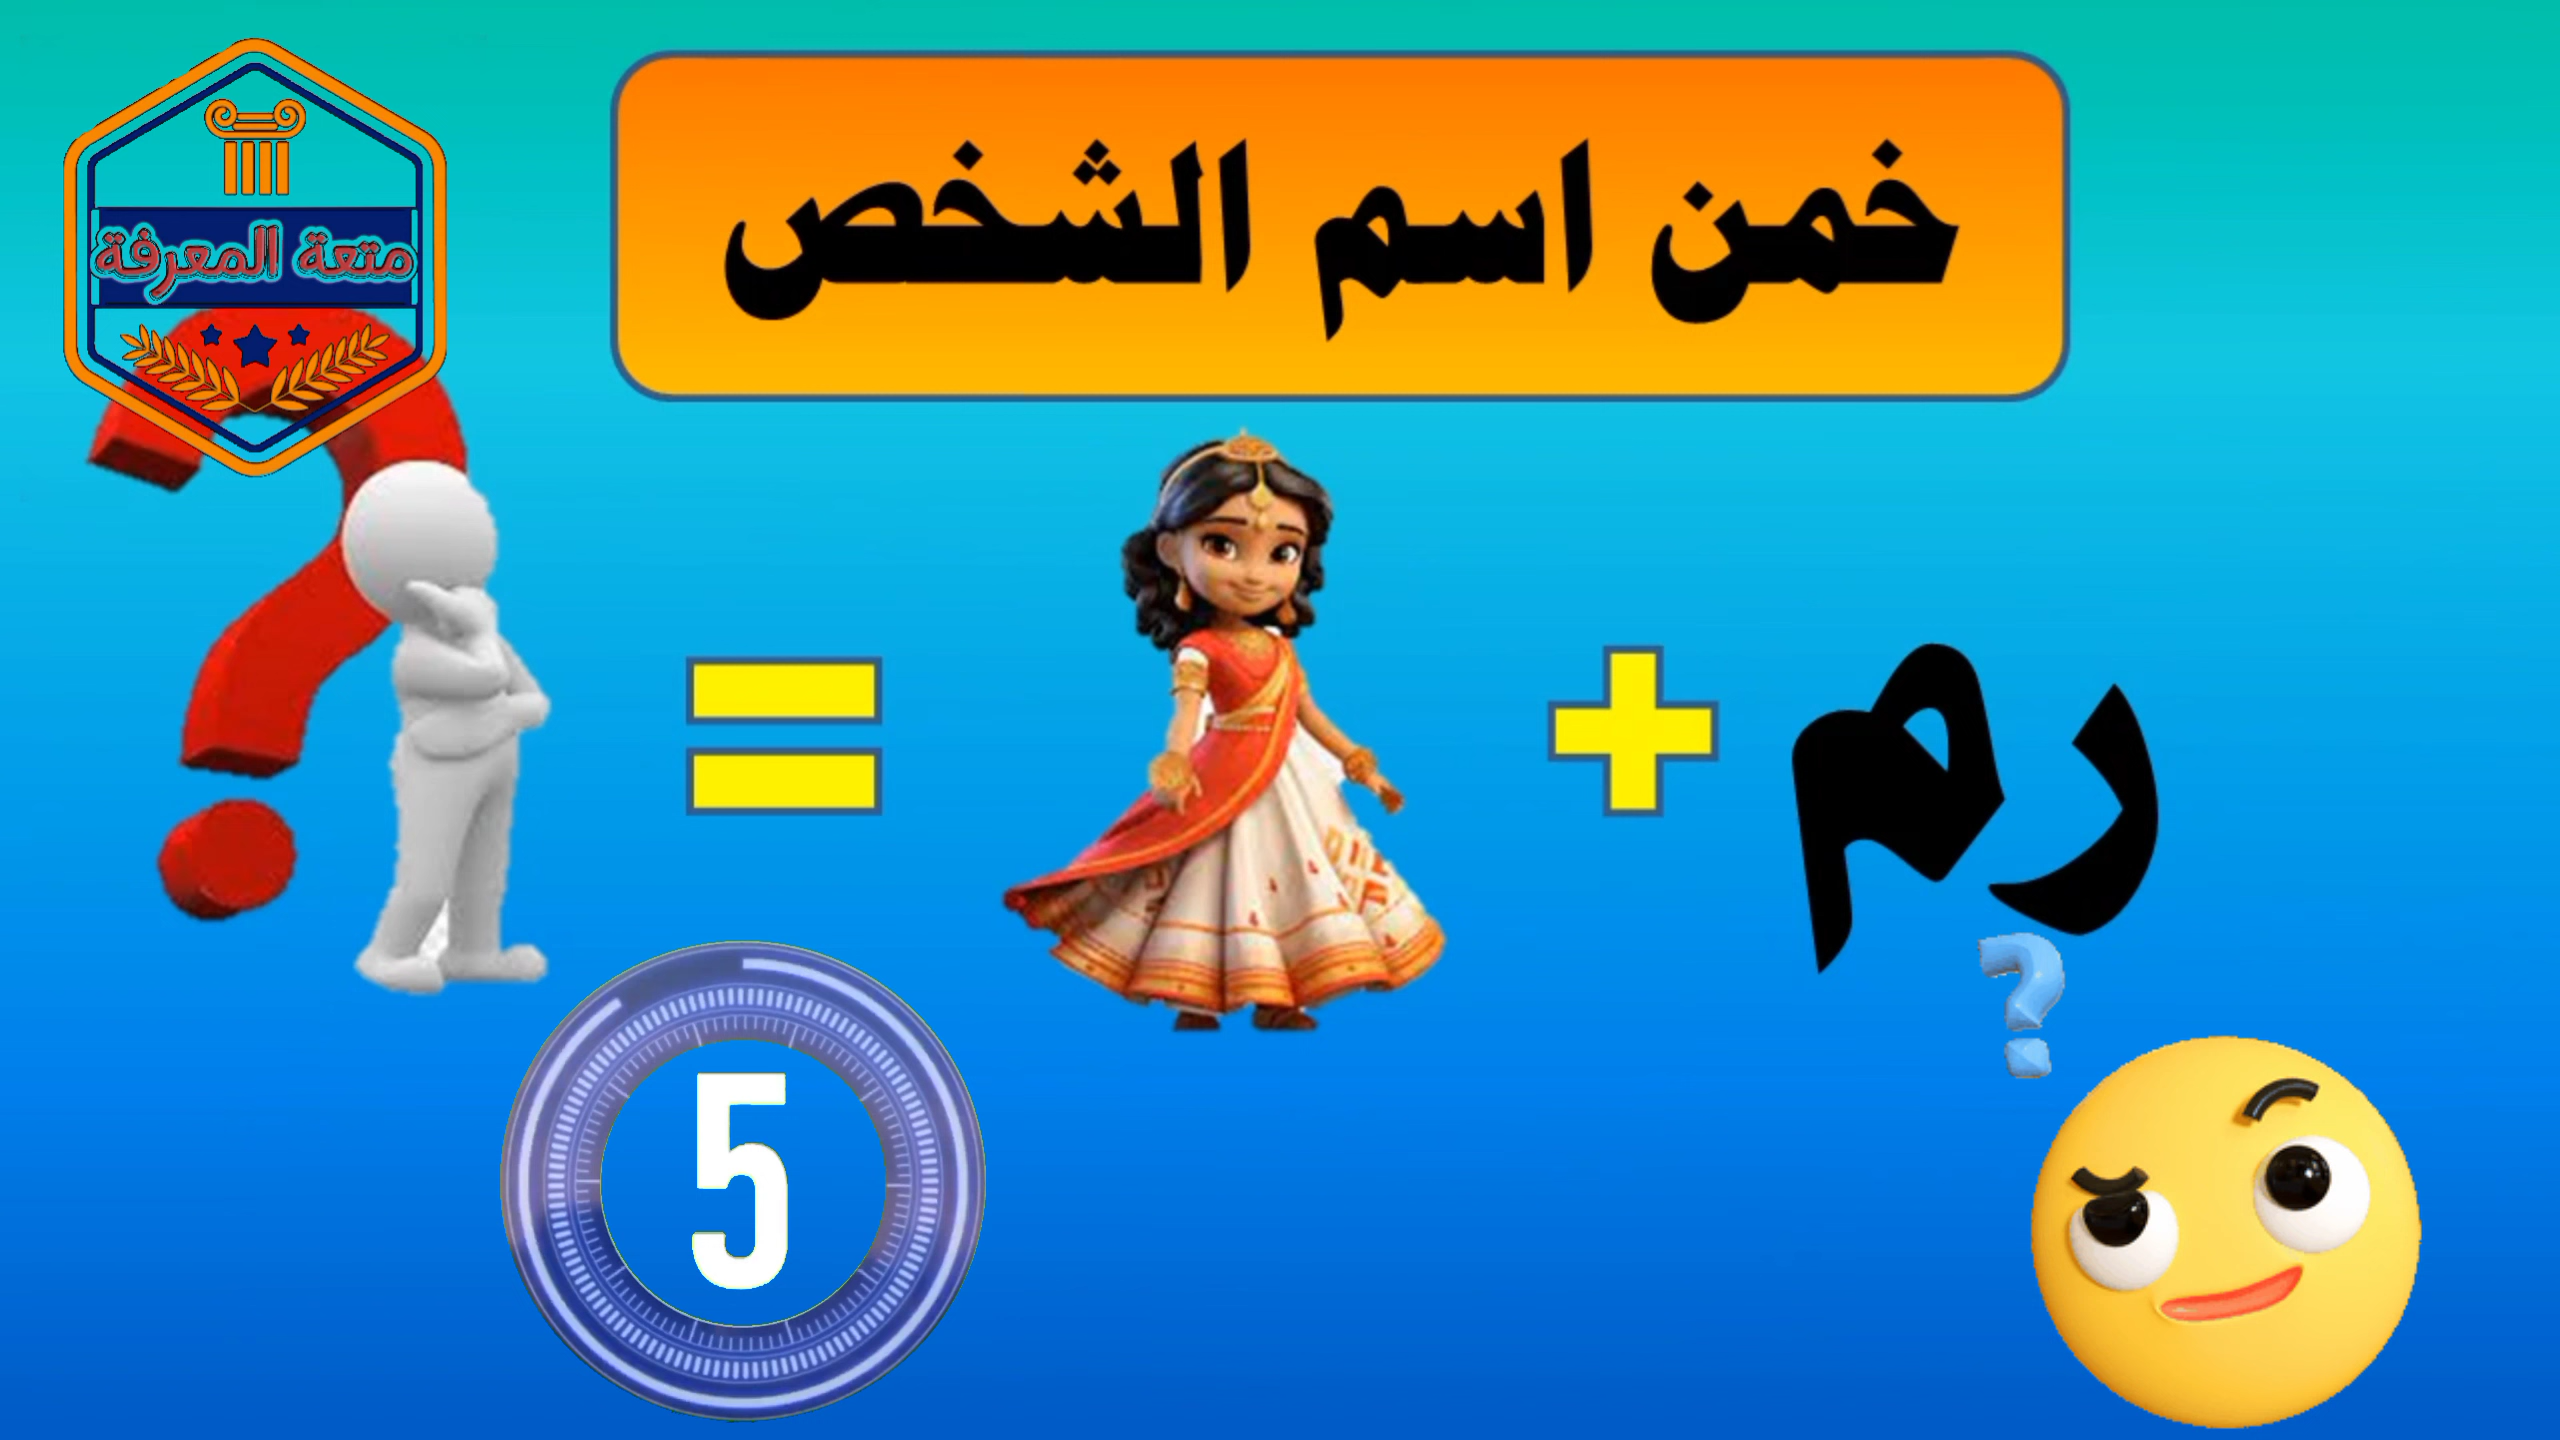 خمن اسم الشخص
متعة المعرفة
رم
+
=
5